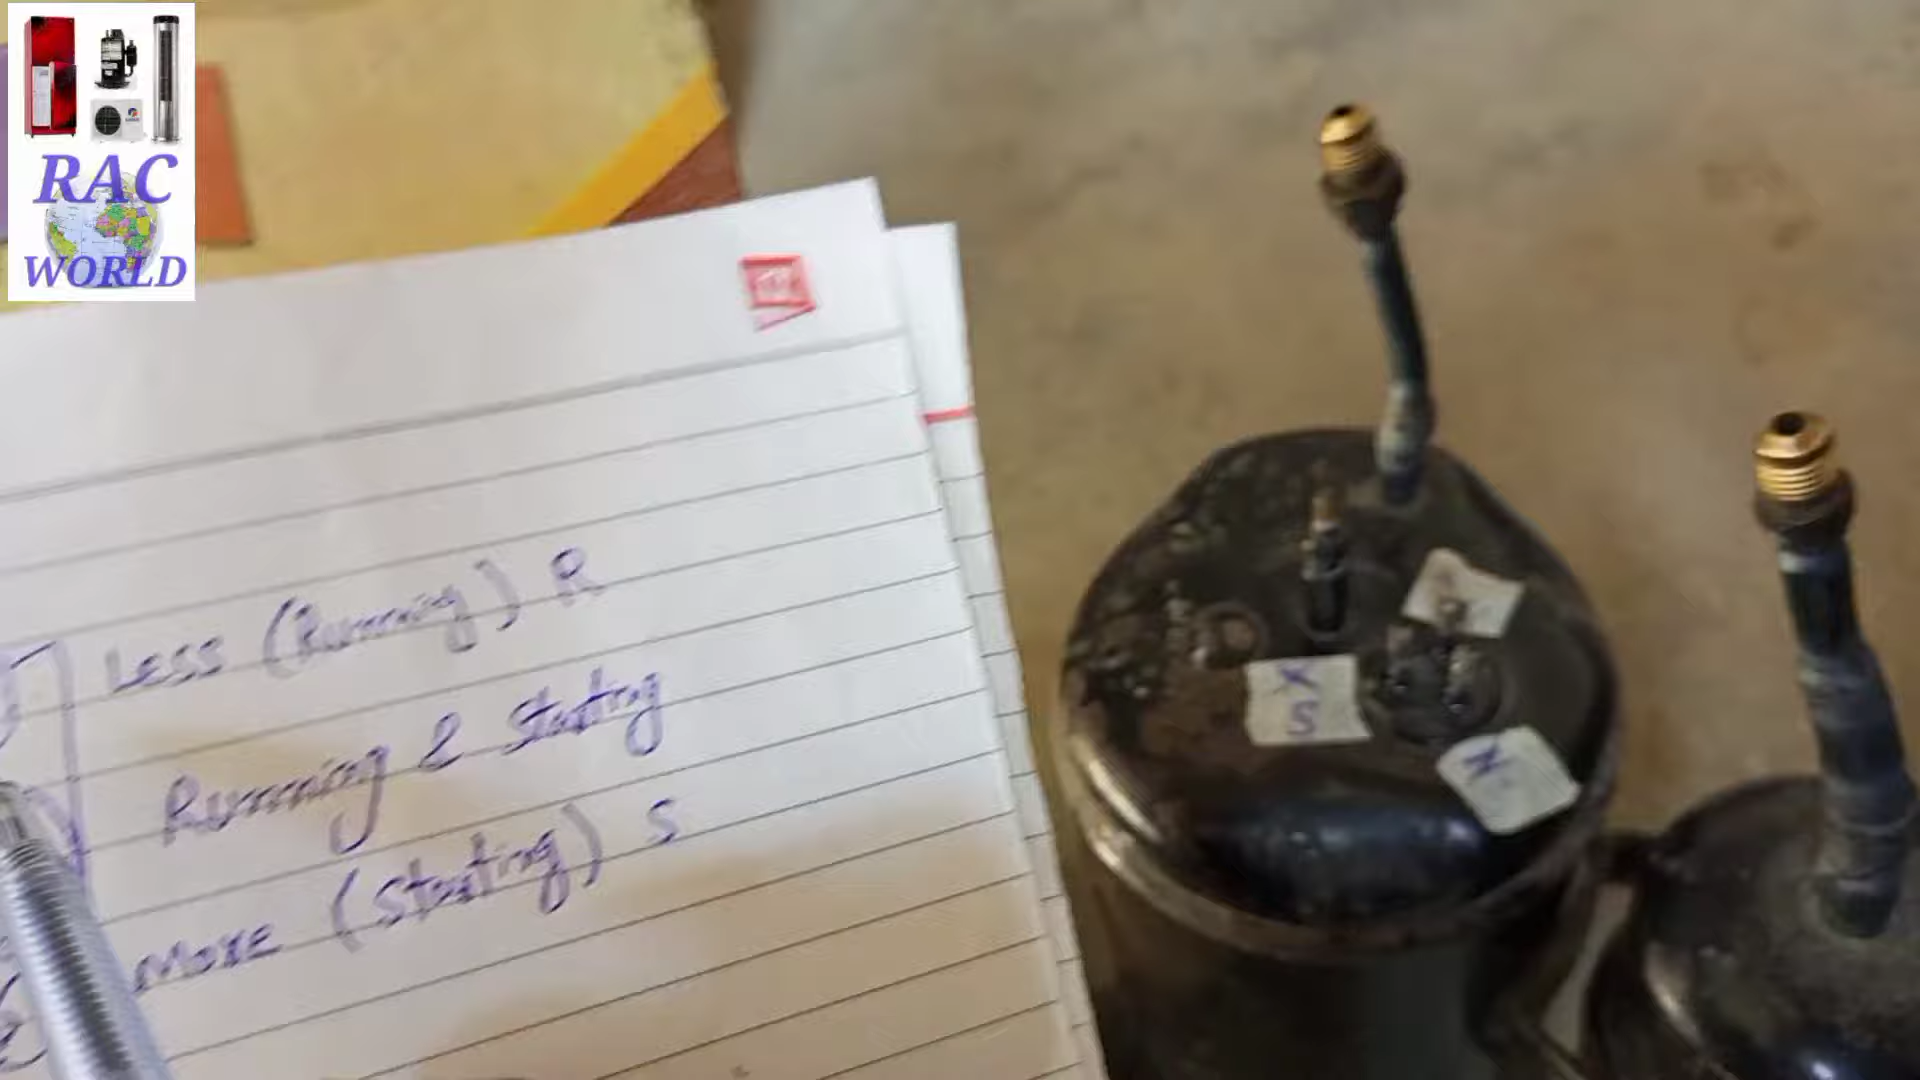 RAC
WORLD
LESS (Running) R
Running & Starting
MORE (Starting) S
S